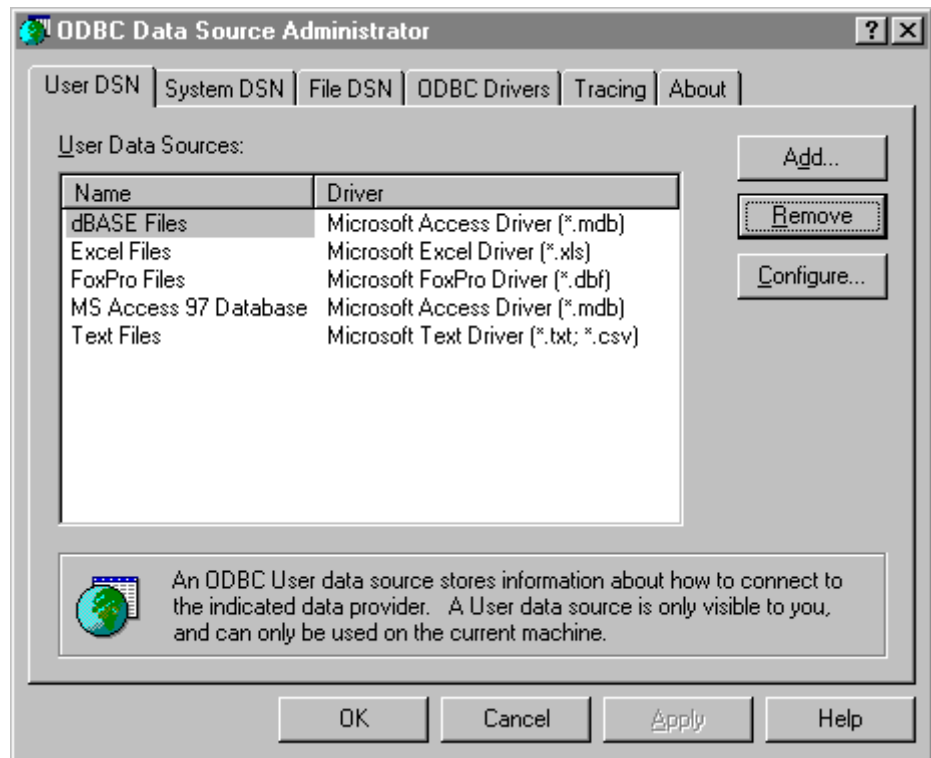 ODBC Data Source Administrator
User DSN System DSN File DSN ODBC Drivers Tracing About
User Data Sources:
Add...
Name Driver
dBASE Files Microsoft Access Driver (*.mdb)
Remove
Excel Files Microsoft Excel Driver (*.xls)
FoxPro Files Microsoft FoxPro Driver (*.dbf)
Configure...
MS Access 97 Database Microsoft Access Driver (*.mdb)
Text Files Microsoft Text Driver (*.txt; *.csv)
An ODBC User data source stores information about how to connect to
the indicated data provider. A User data source is only visible to you,
and can only be used on the current machine.
OK Cancel Apply Help